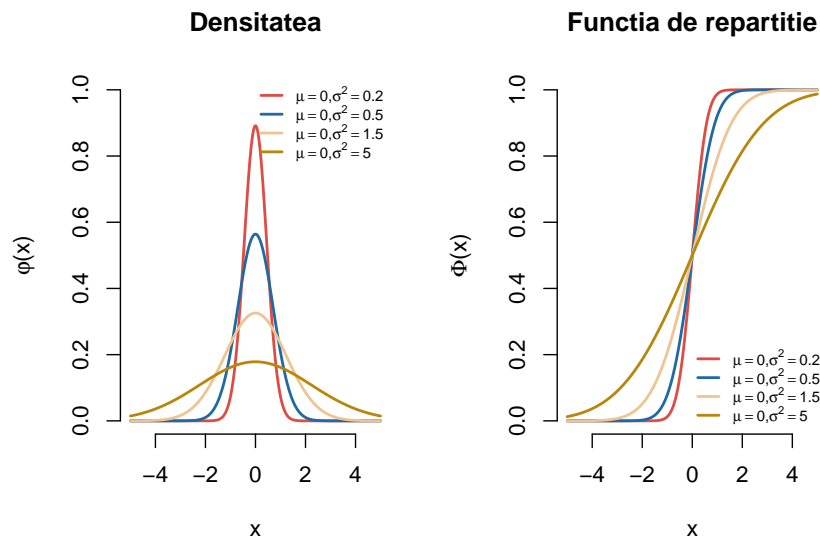 Densitatea
φ(x)
0.0 0.2 0.4 0.6 0.8 1.0
μ = 0,σ² = 0.2
μ = 0,σ² = 0.5
μ = 0,σ² = 1.5
μ = 0,σ² = 5
−4 −2 0 2 4
x
Functia de repartitie
Φ(x)
0.0 0.2 0.4 0.6 0.8 1.0
μ = 0,σ² = 0.2
μ = 0,σ² = 0.5
μ = 0,σ² = 1.5
μ = 0,σ² = 5
−4 −2 0 2 4
x